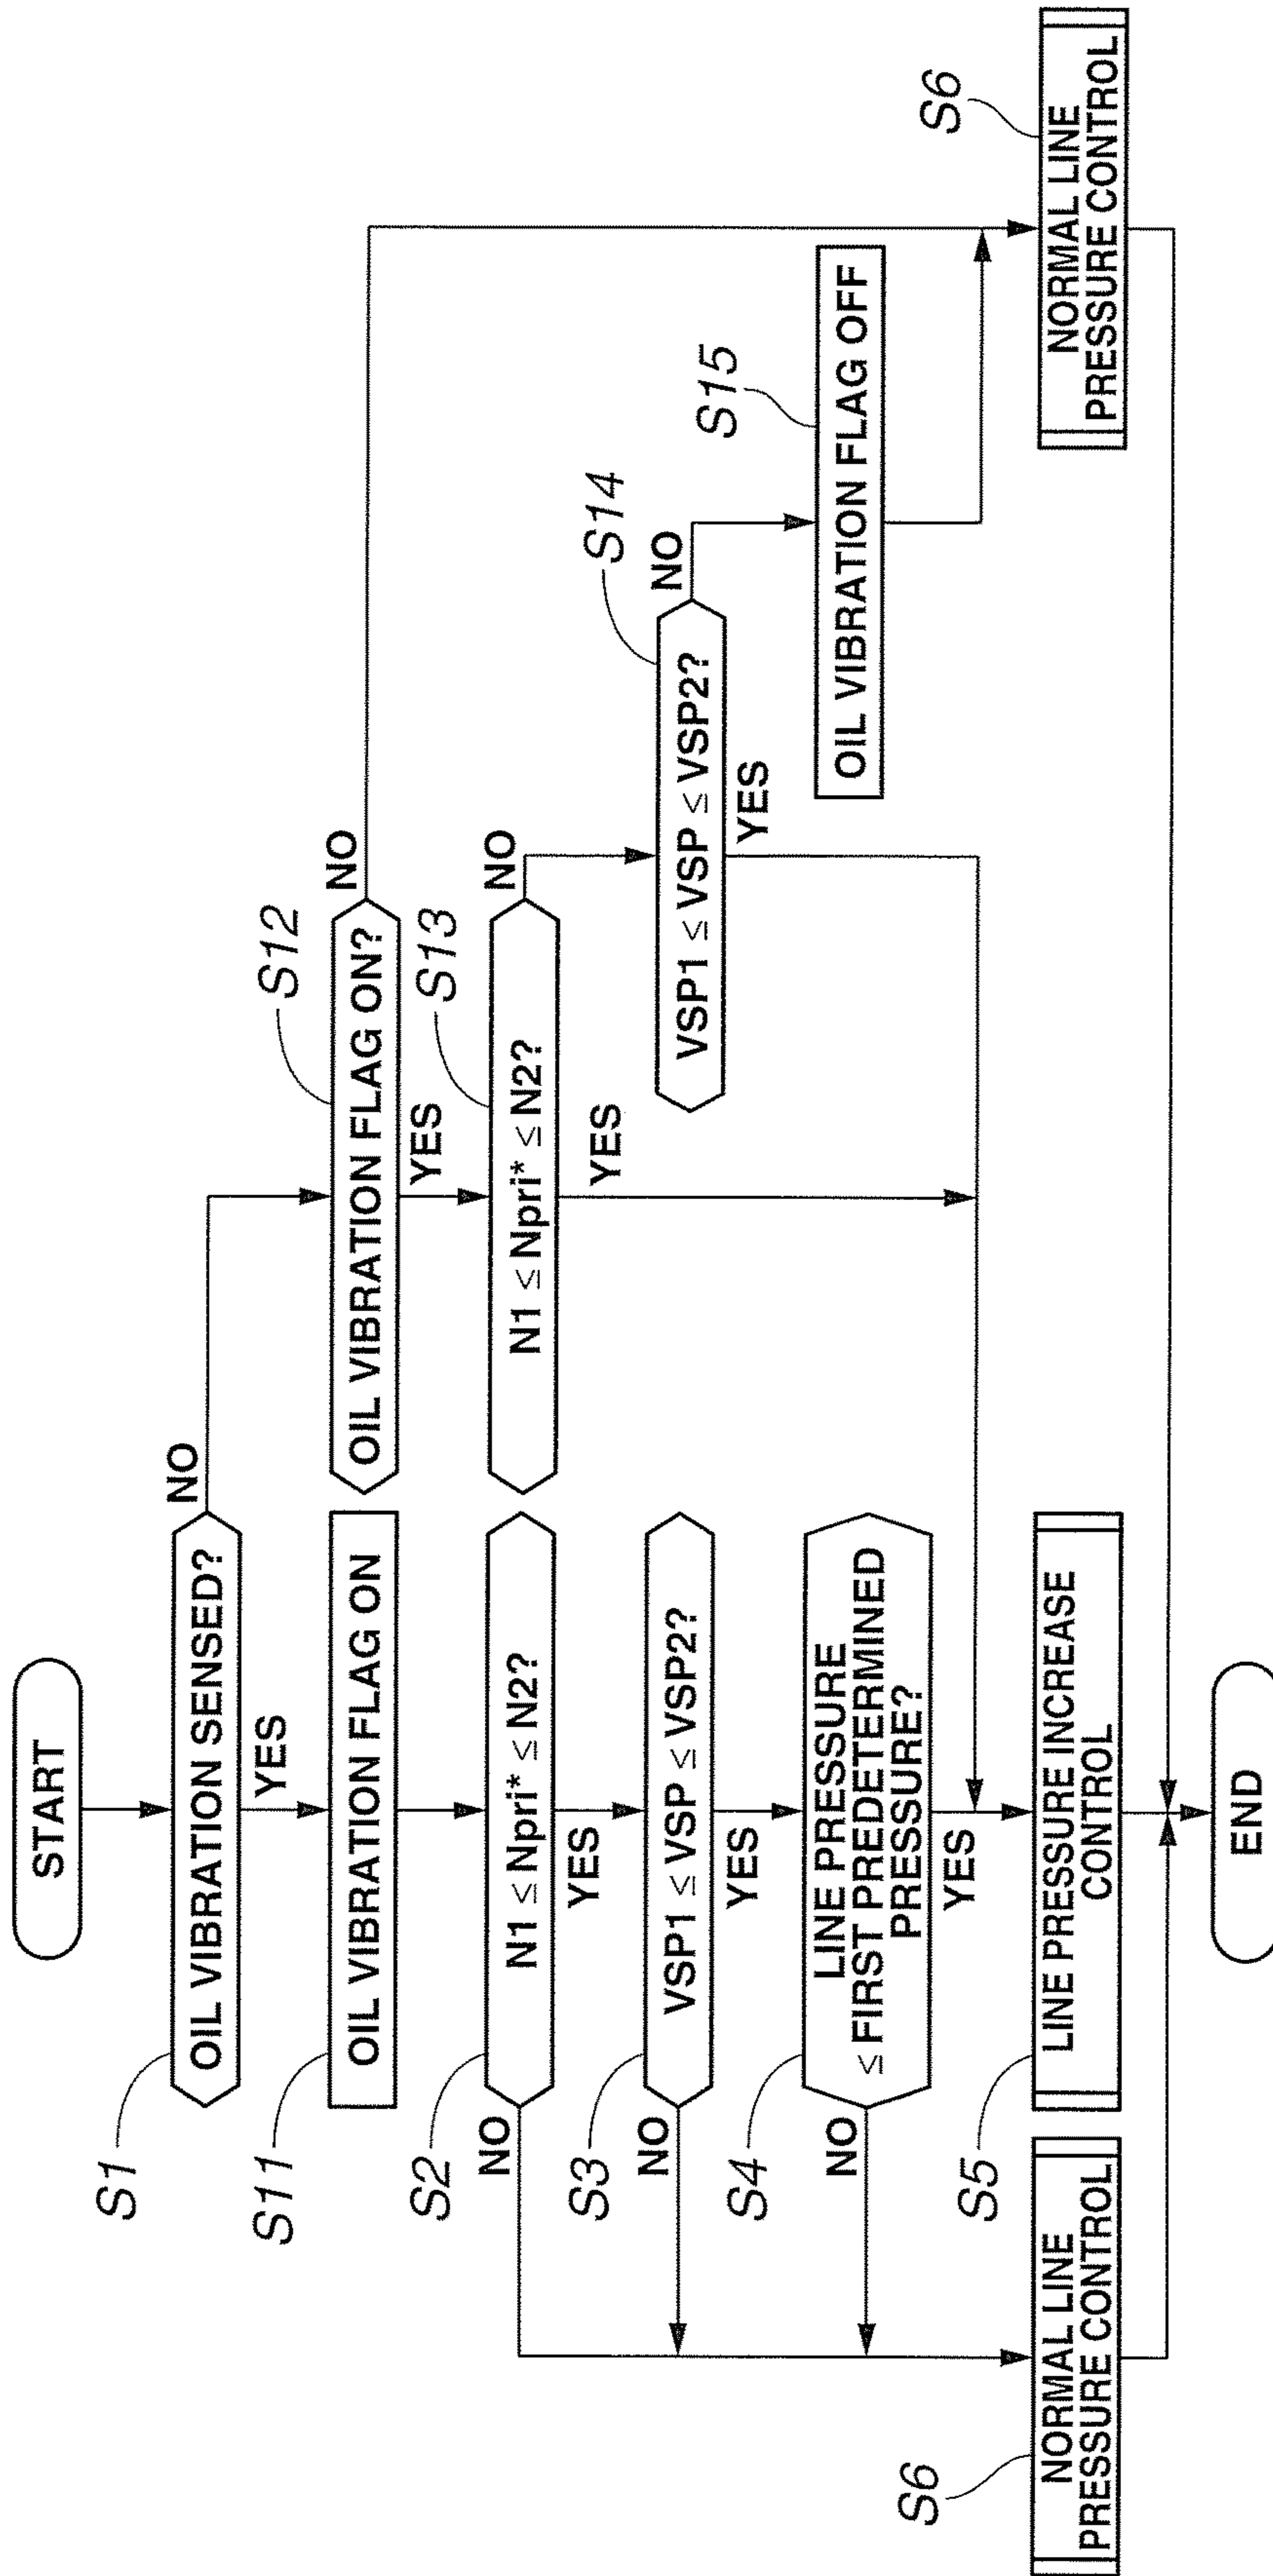 START
S1
OIL VIBRATION SENSED?
NO
YES
S11
OIL VIBRATION FLAG ON
S12
OIL VIBRATION FLAG ON?
NO
YES
S2
N1 ≤ Npri* ≤ N2?
NO
YES
S13
N1 ≤ Npri* ≤ N2?
NO
YES
S3
VSP1 ≤ VSP ≤ VSP2?
NO
YES
S14
VSP1 ≤ VSP ≤ VSP2?
NO
YES
S4
LINE PRESSURE
≤ FIRST PREDETERMINED
PRESSURE?
NO
YES
S15
OIL VIBRATION FLAG OFF
S6
NORMAL LINE
PRESSURE CONTROL
S5
LINE PRESSURE INCREASE
CONTROL
S6
NORMAL LINE
PRESSURE CONTROL
END